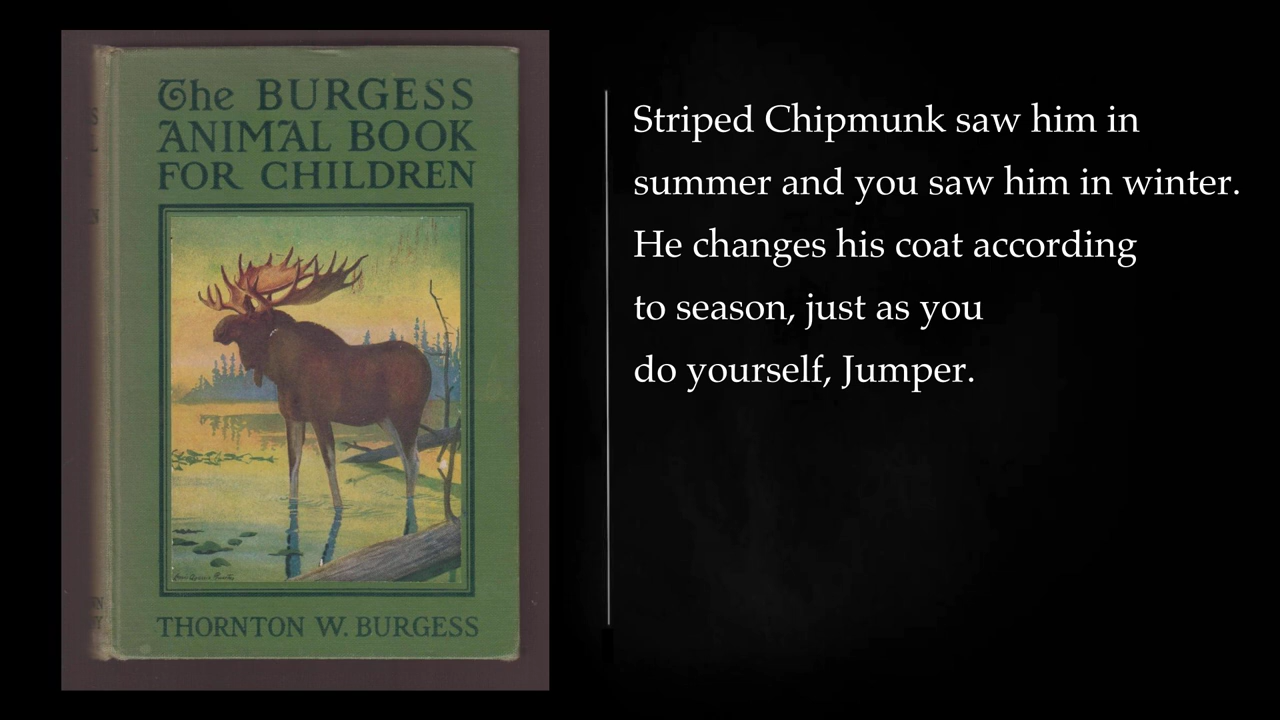 The BURGESS
ANIMAL BOOK
FOR CHILDREN
THORNTON W. BURGESS
Striped Chipmunk saw him in
summer and you saw him in winter.
He changes his coat according
to season, just as you
do yourself, Jumper.